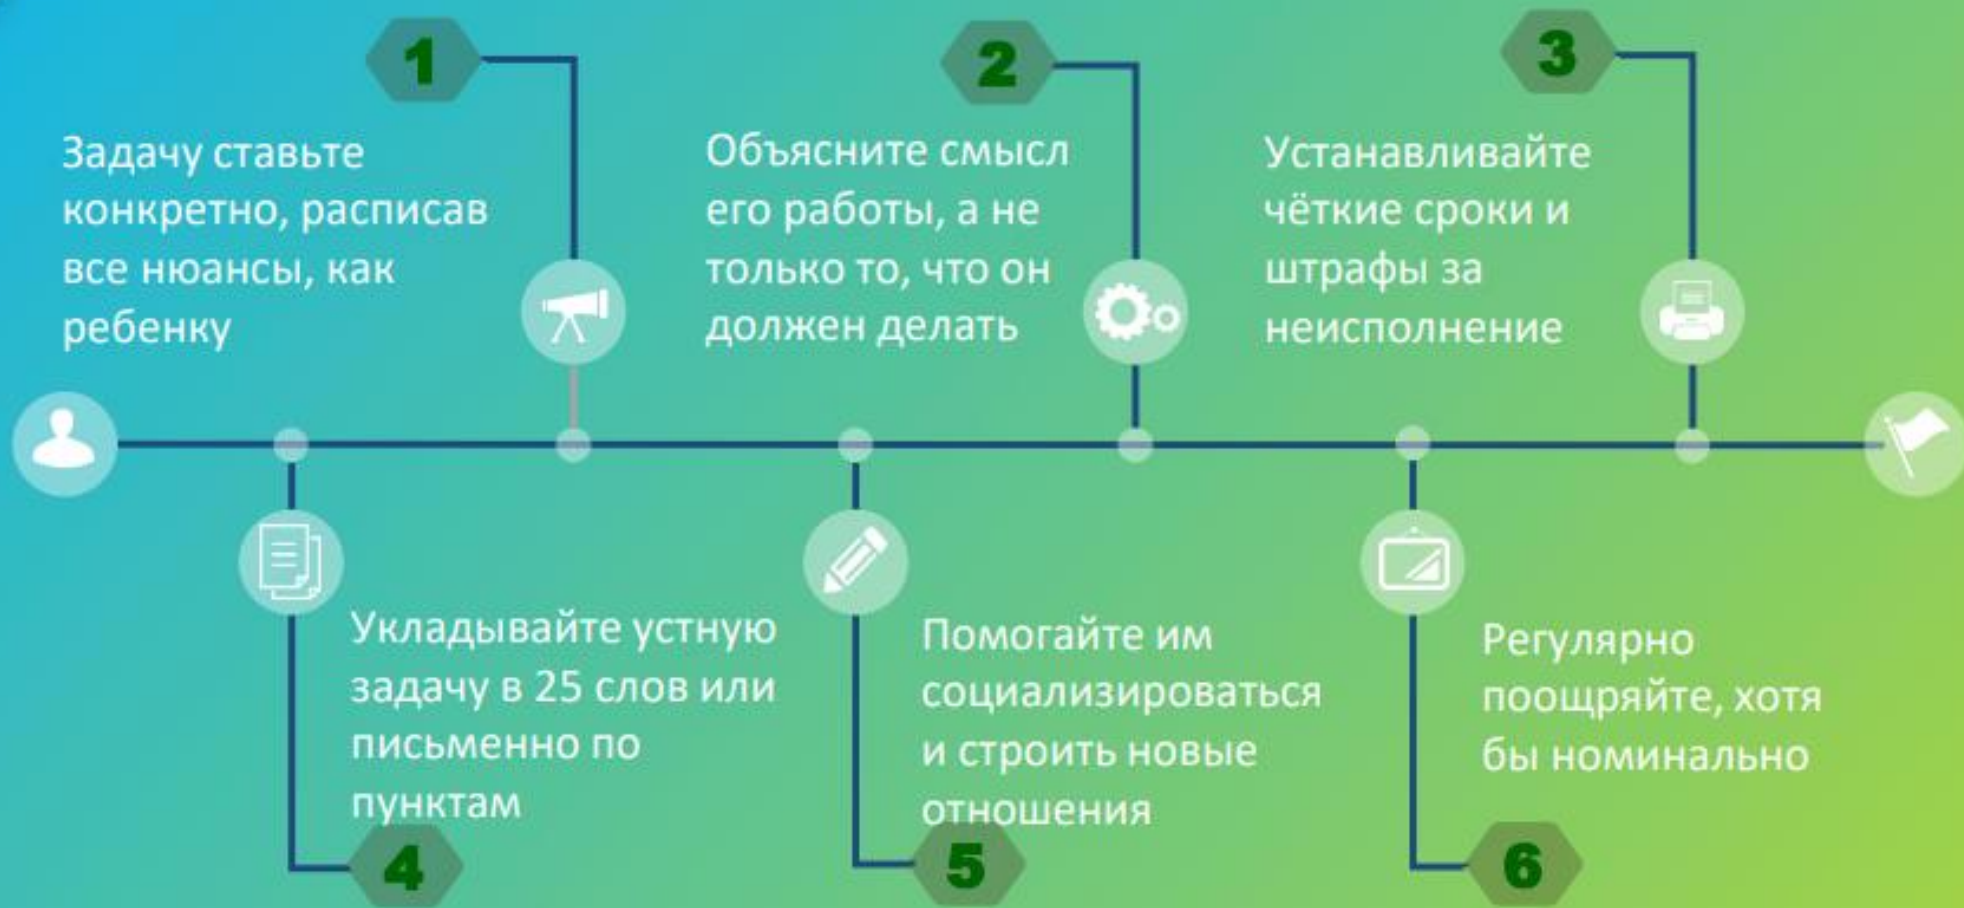 1
Задачу ставьте
конкретно, расписав
все нюансы, как
ребенку
2
Объясните смысл
его работы, а не
только то, что он
должен делать
3
Устанавливайте
чёткие сроки и
штрафы за
неисполнение
Укладывайте устную
задачу в 25 слов или
письменно по
пунктам
4
Помогайте им
социализироваться
и строить новые
отношения
5
Регулярно
поощряйте, хотя
бы номинально
6